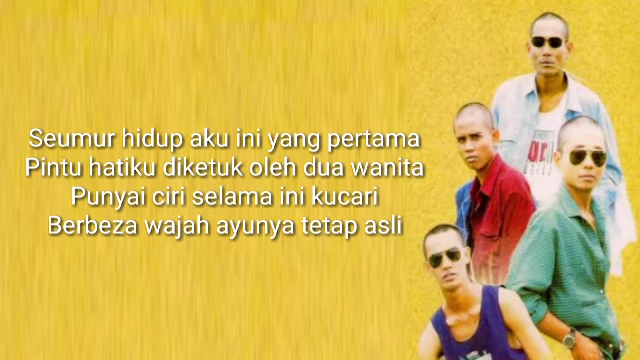 Seumur hidup aku ini yang pertama
Pintu hatiku diketuk oleh dua wanita
Punyai ciri selama ini kucari
Berbeza wajah ayunya tetap asli